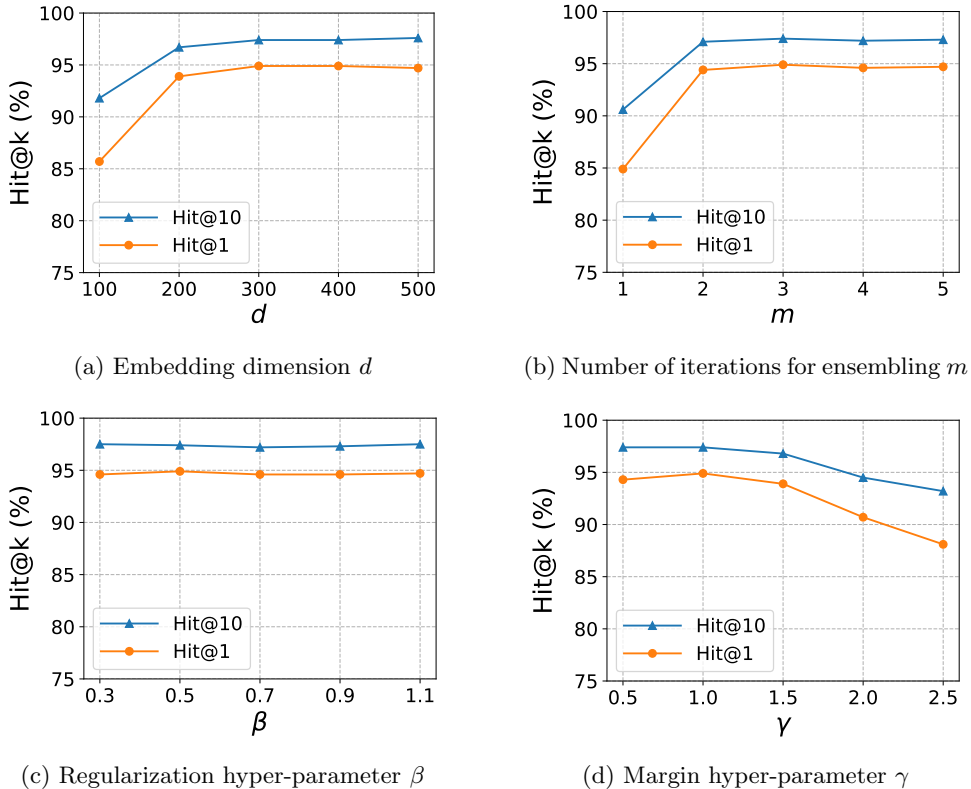 100
95
90
85
80
75
Hit@k (%)
Hit@10
Hit@1
100 200 300 400 500
d
(a) Embedding dimension d
100
95
90
85
80
75
Hit@k (%)
Hit@10
Hit@1
1 2 3 4 5
m
(b) Number of iterations for ensembling m
100
95
90
85
80
75
Hit@k (%)
Hit@10
Hit@1
0.3 0.5 0.7 0.9 1.1
β
(c) Regularization hyper-parameter β
100
95
90
85
80
75
Hit@k (%)
Hit@10
Hit@1
0.5 1.0 1.5 2.0 2.5
γ
(d) Margin hyper-parameter γ